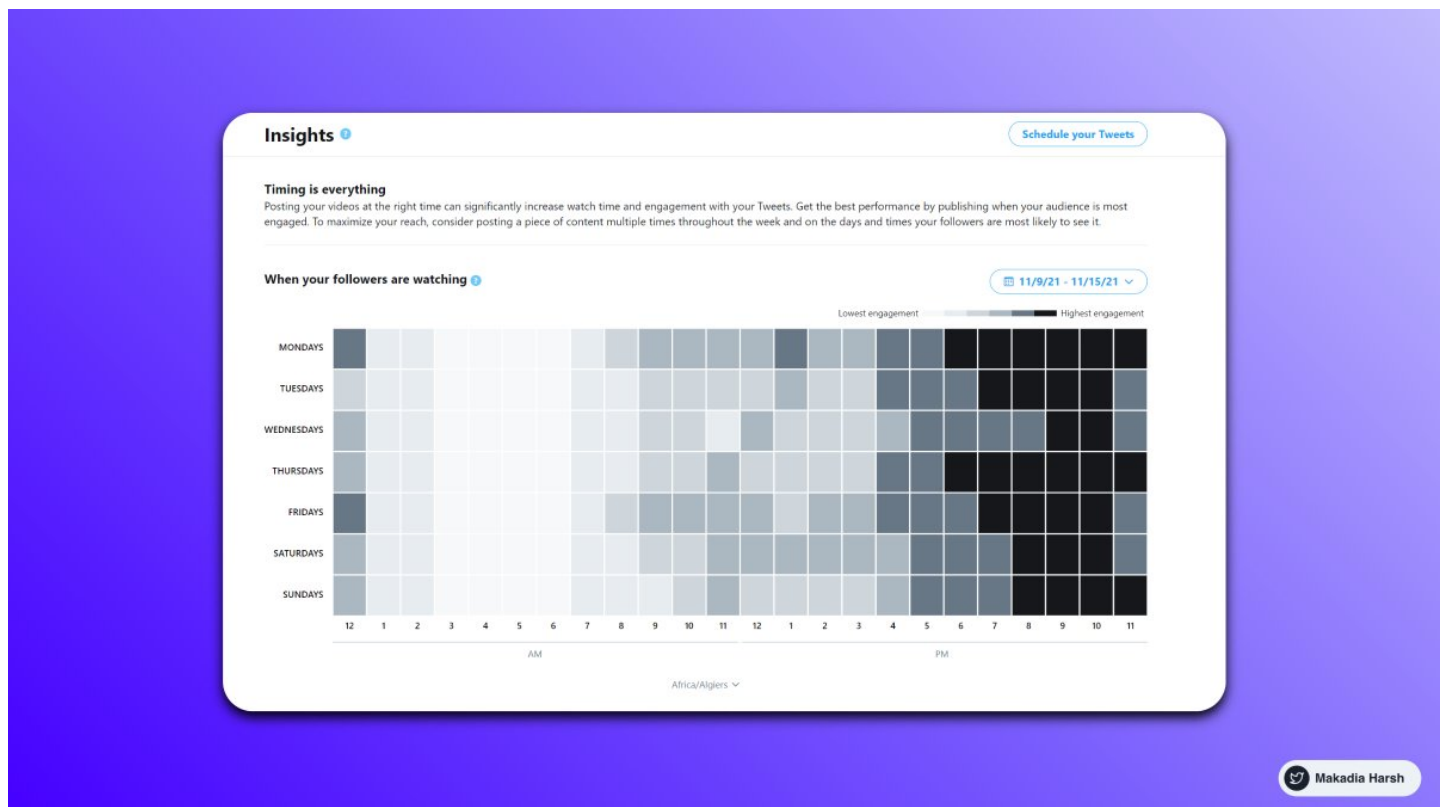 Insights ?
Schedule your Tweets
Timing is everything
Posting your videos at the right time can significantly increase watch time and engagement with your Tweets. Get the best performance by publishing when your audience is most
engaged. To maximize your reach, consider posting a piece of content multiple times throughout the week and on the days and times your followers are most likely to see it.
When your followers are watching ?
11/9/21 - 11/15/21
Lowest engagement Highest engagement
MONDAYS
TUESDAYS
WEDNESDAYS
THURSDAYS
FRIDAYS
SATURDAYS
SUNDAYS
12 1 2 3 4 5 6 7 8 9 10 11 12 1 2 3 4 5 6 7 8 9 10 11
AM PM
Africa/Algiers
Makadia Harsh